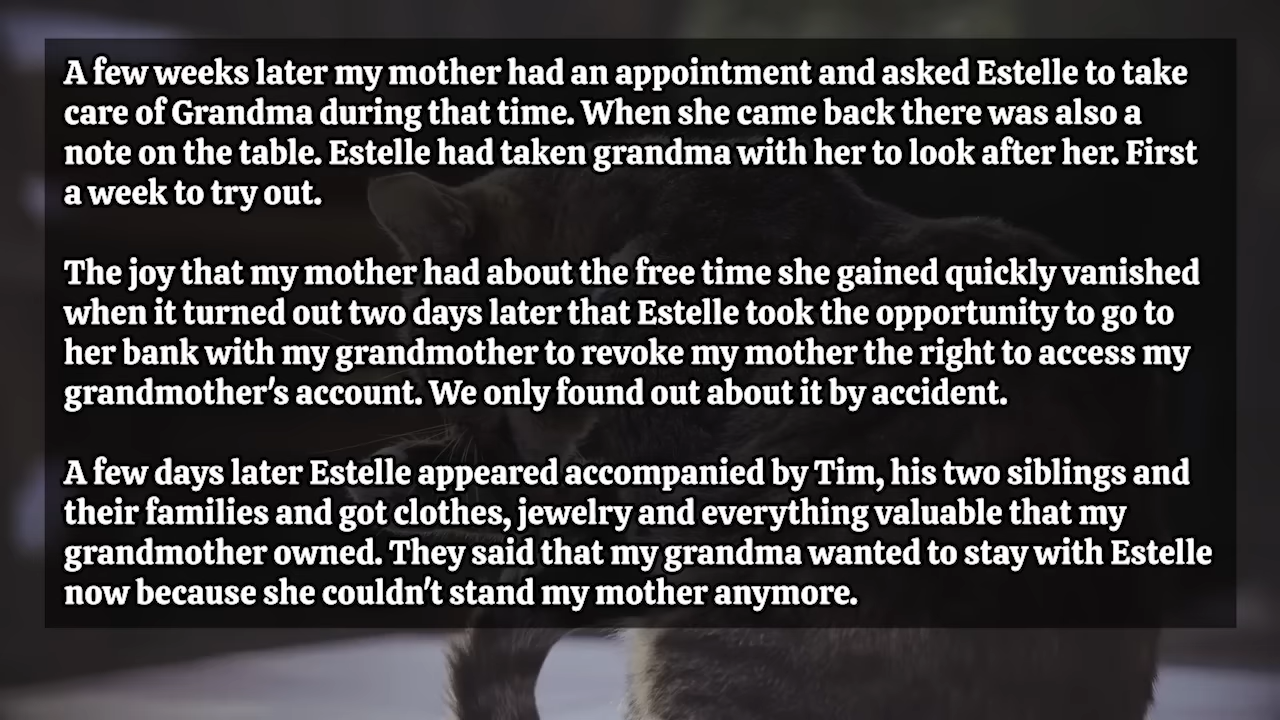 A few weeks later my mother had an appointment and asked Estelle to take
care of Grandma during that time. When she came back there was also a
note on the table. Estelle had taken grandma with her to look after her. First
a week to try out.
The joy that my mother had about the free time she gained quickly vanished
when it turned out two days later that Estelle took the opportunity to go to
her bank with my grandmother to revoke my mother the right to access my
grandmother's account. We only found out about it by accident.
A few days later Estelle appeared accompanied by Tim, his two siblings and
their families and got clothes, jewelry and everything valuable that my
grandmother owned. They said that my grandma wanted to stay with Estelle
now because she couldn't stand my mother anymore.